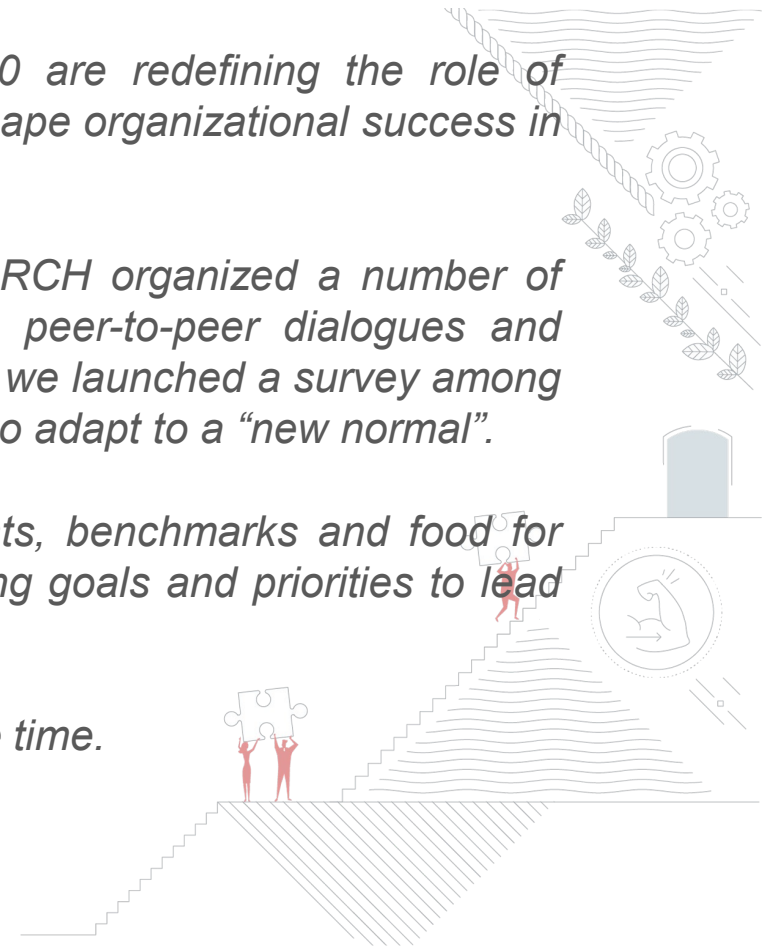 0 are redefining the role of
ape organizational success in
RCH organized a number of
peer-to-peer dialogues and
we launched a survey among
o adapt to a “new normal”.
ts, benchmarks and food for
ng goals and priorities to lead
time.